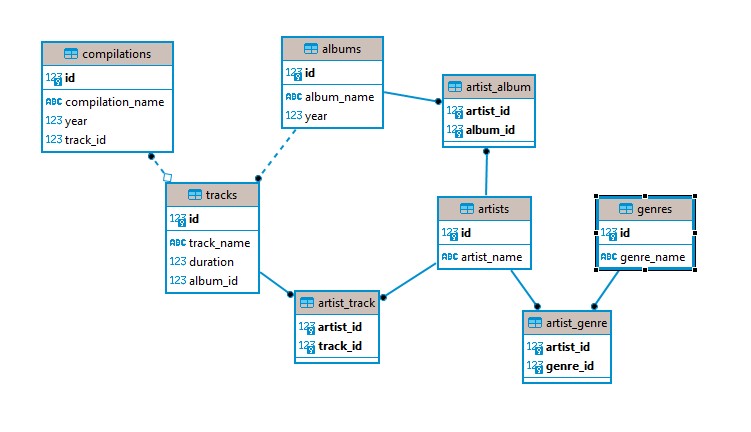 compilations
123 id
ABC compilation_name
123 year
123 track_id
albums
123 id
ABC album_name
123 year
artist_album
123 artist_id
123 album_id
tracks
123 id
ABC track_name
123 duration
123 album_id
artists
123 id
ABC artist_name
genres
123 id
ABC genre_name
artist_track
123 artist_id
123 track_id
artist_genre
123 artist_id
123 genre_id